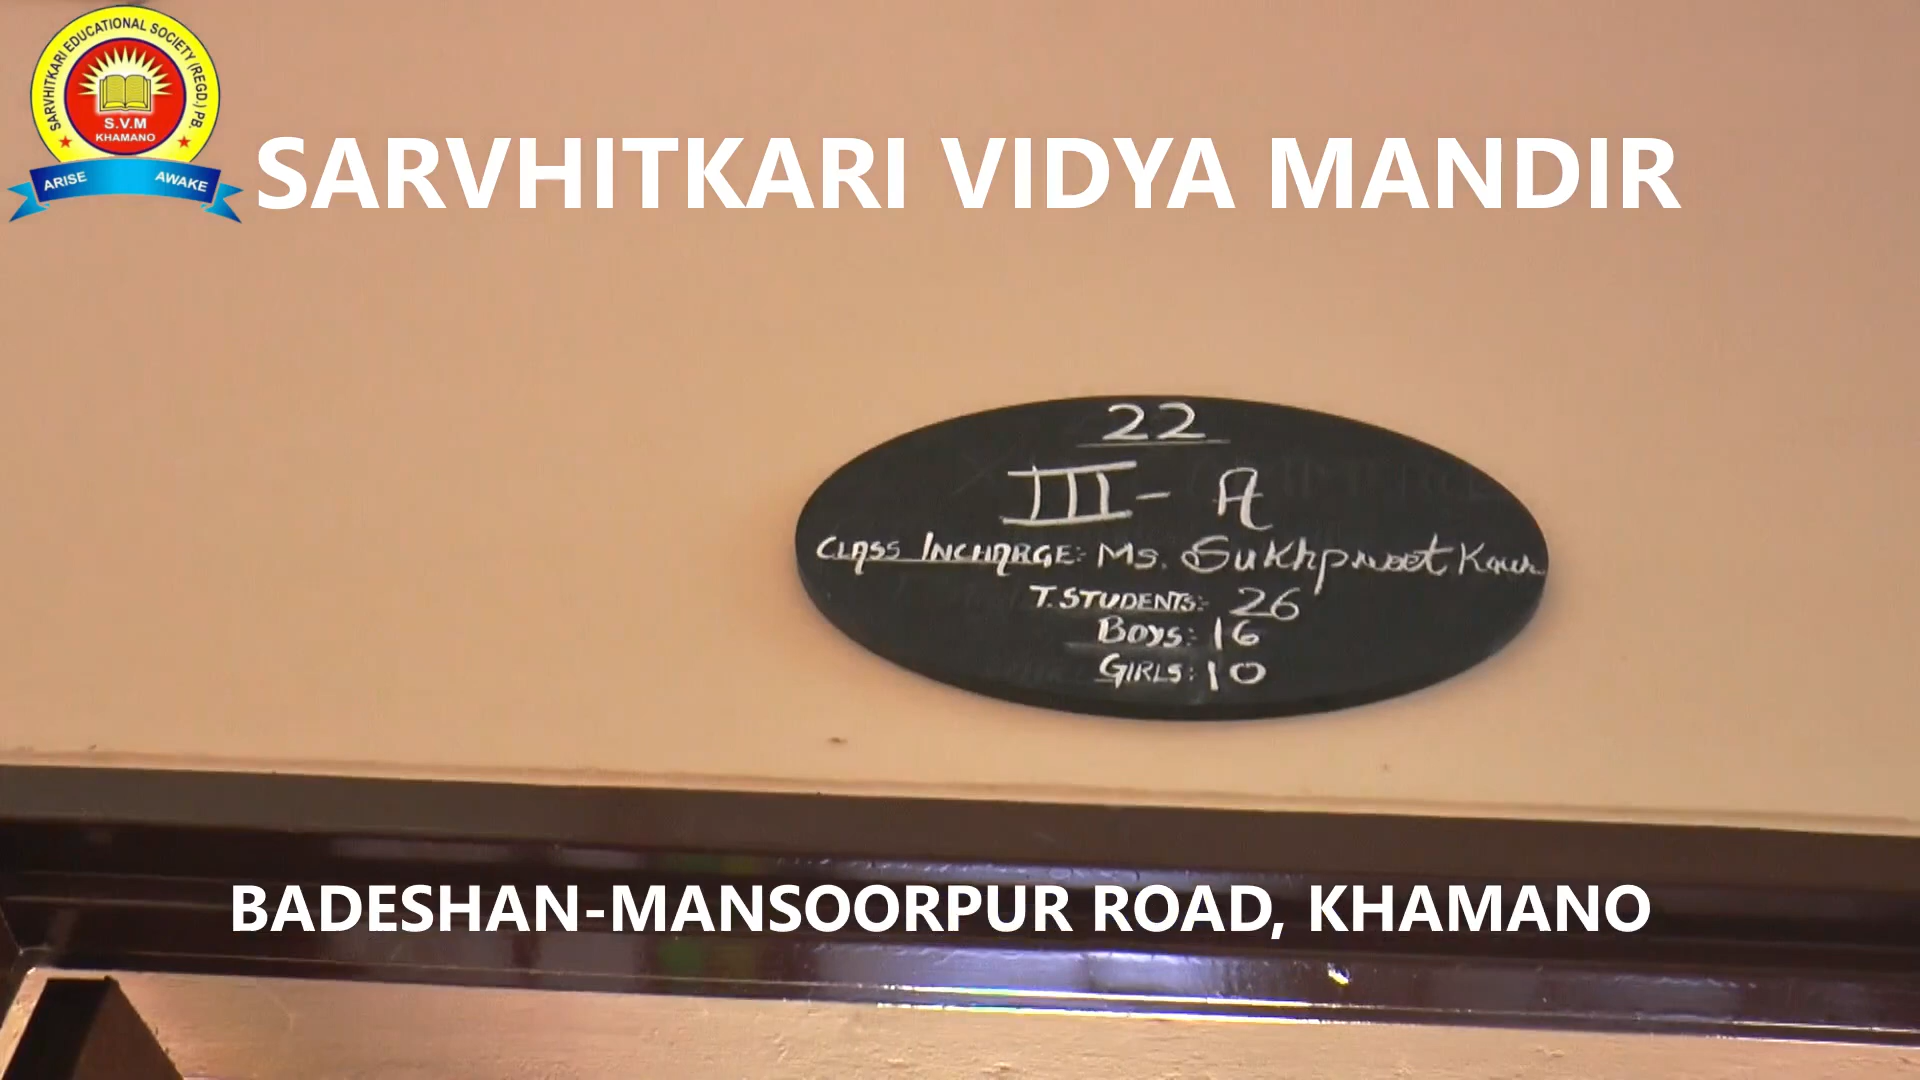 SARVHITKARI EDUCATIONAL SOCIETY (REGD.) PB.
S.V.M
KHAMANO
ARISE AWAKE
SARVHITKARI VIDYA MANDIR
22
III - A
CLASS INCHARGE:- Ms. Sukhpreet Kaur
T. STUDENTS:- 26
BOYS:- 16
GIRLS:- 10
BADESHAN-MANSOORPUR ROAD, KHAMANO